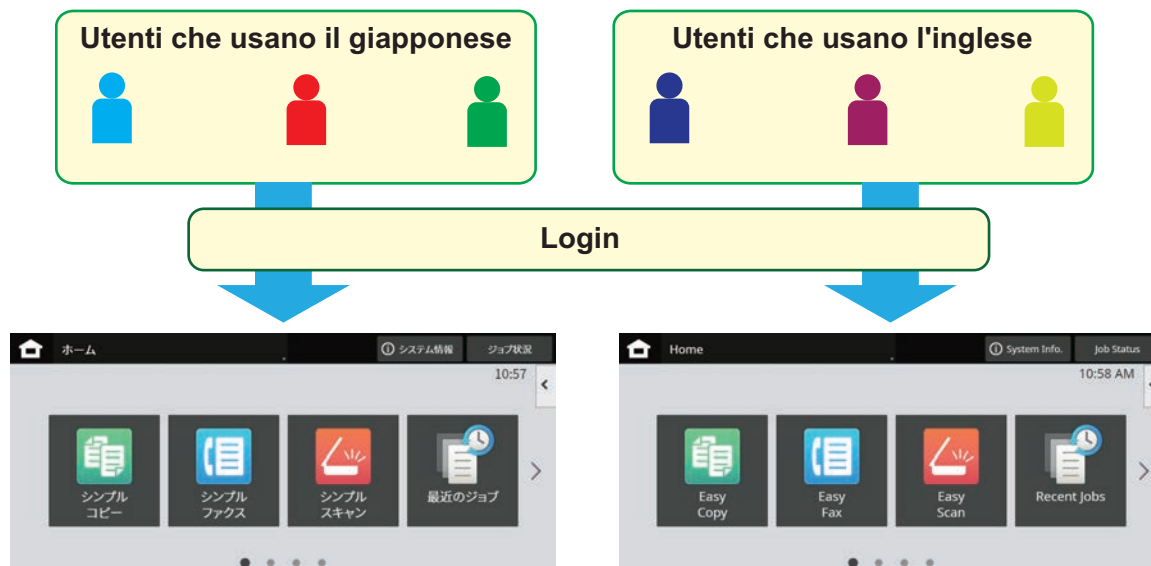 Utenti che usano il giapponese
Utenti che usano l'inglese
Login
ホーム
システム情報
ジョブ状況
10:57
シンプル
コピー
シンプル
ファクス
シンプル
スキャン
最近のジョブ
Home
System Info.
Job Status
10:58 AM
Easy
Copy
Easy
Fax
Easy
Scan
Recent Jobs